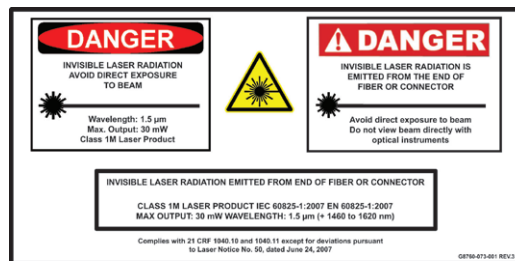 DANGER
INVISIBLE LASER RADIATION
AVOID DIRECT EXPOSURE
TO BEAM
Wavelength: 1.5 µm
Max. Output: 30 mW
Class 1M Laser Product
DANGER
INVISIBLE LASER RADIATION IS
EMITTED FROM THE END OF
FIBER OR CONNECTOR
Avoid direct exposure to beam
Do not view beam directly with
optical instruments
INVISIBLE LASER RADIATION EMITTED FROM END OF FIBER OR CONNECTOR
CLASS 1M LASER PRODUCT IEC 60825-1:2007 EN 60825-1:2007
MAX OUTPUT: 30 mW WAVELENGTH: 1.5 µm (+ 1460 to 1620 nm)
Complies with 21 CRF 1040.10 and 1040.11 except for deviations pursuant
to Laser Notice No. 50, dated June 24, 2007
G8760-073-001 REV.3